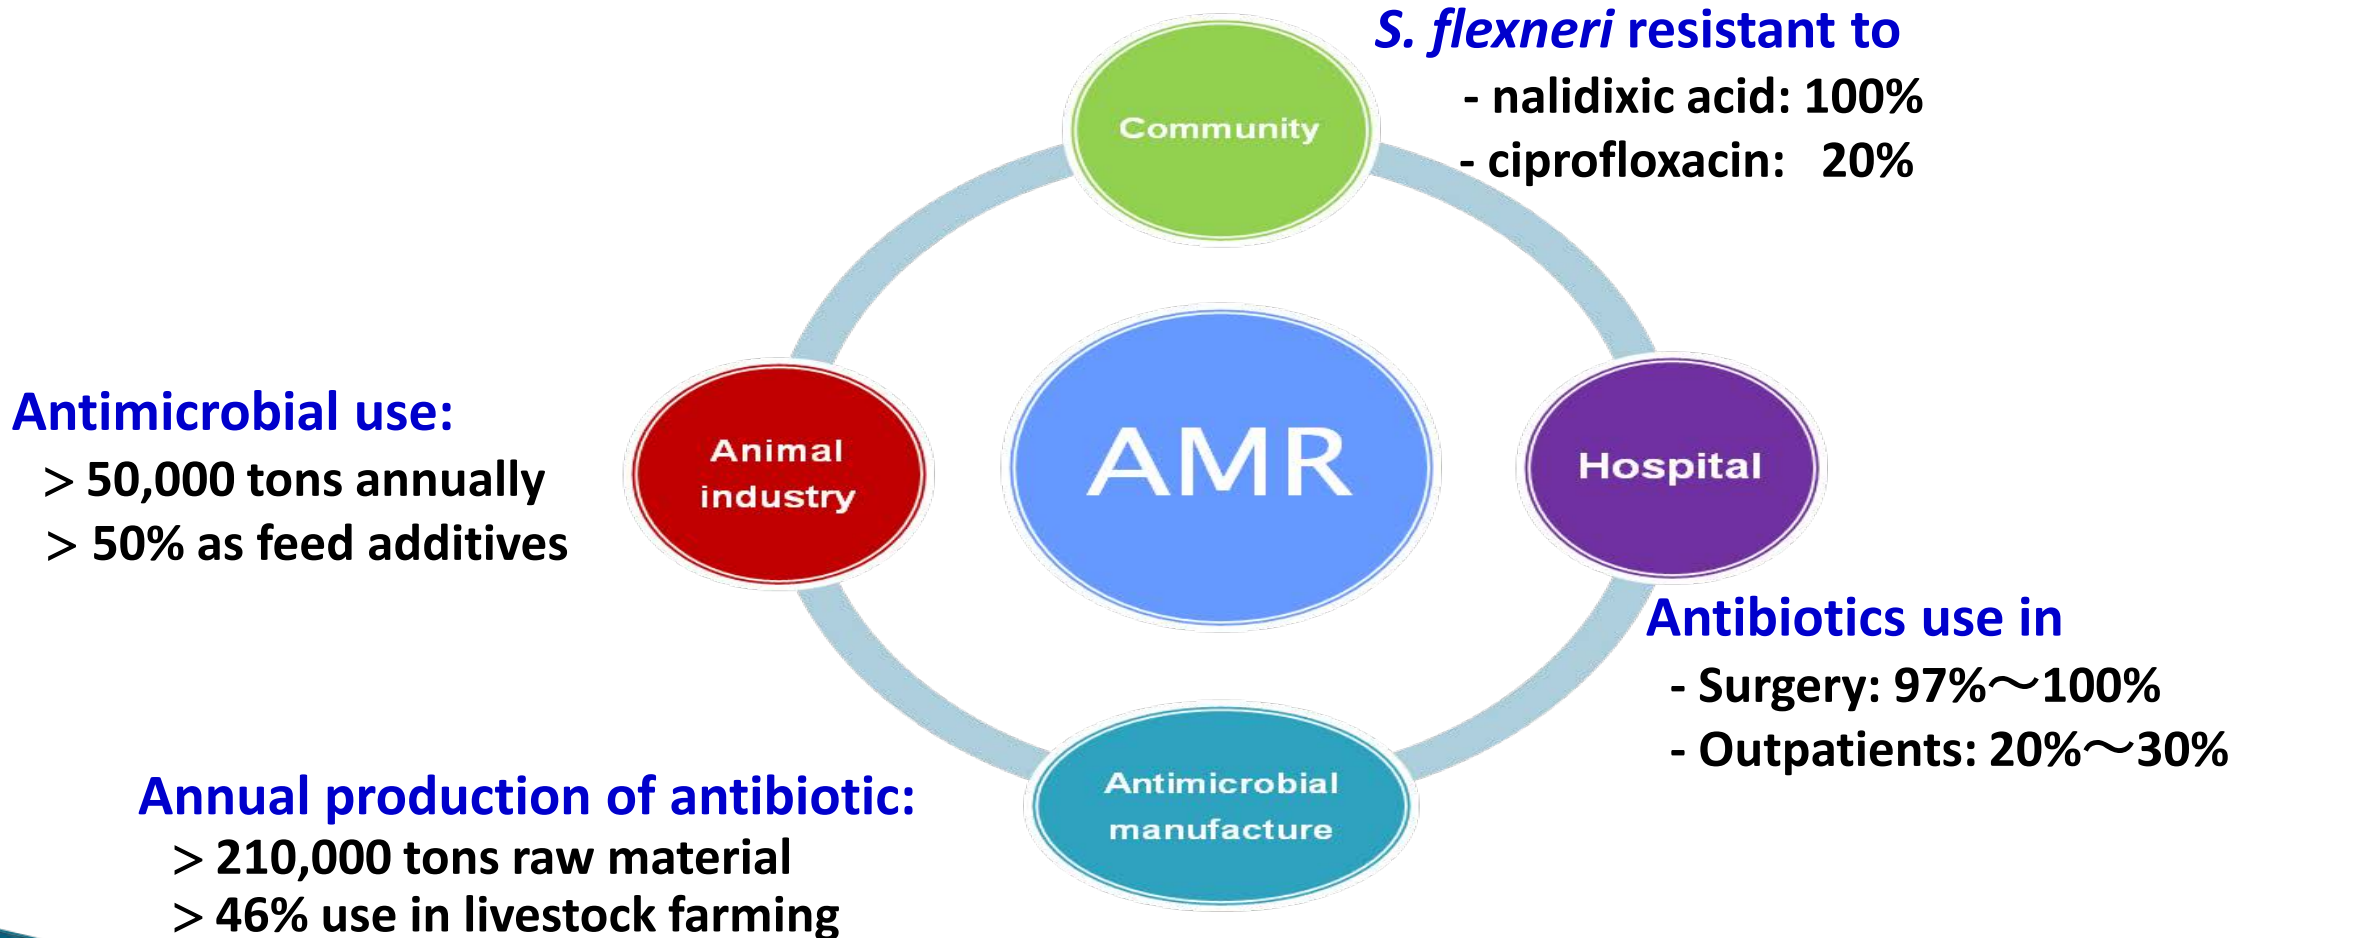 Community
S. flexneri resistant to
- nalidixic acid: 100%
- ciprofloxacin: 20%
Antimicrobial use:
> 50,000 tons annually
> 50% as feed additives
Animal
industry
AMR
Hospital
Antibiotics use in
- Surgery: 97%～100%
- Outpatients: 20%～30%
Antimicrobial
manufacture
Annual production of antibiotic:
> 210,000 tons raw material
> 46% use in livestock farming